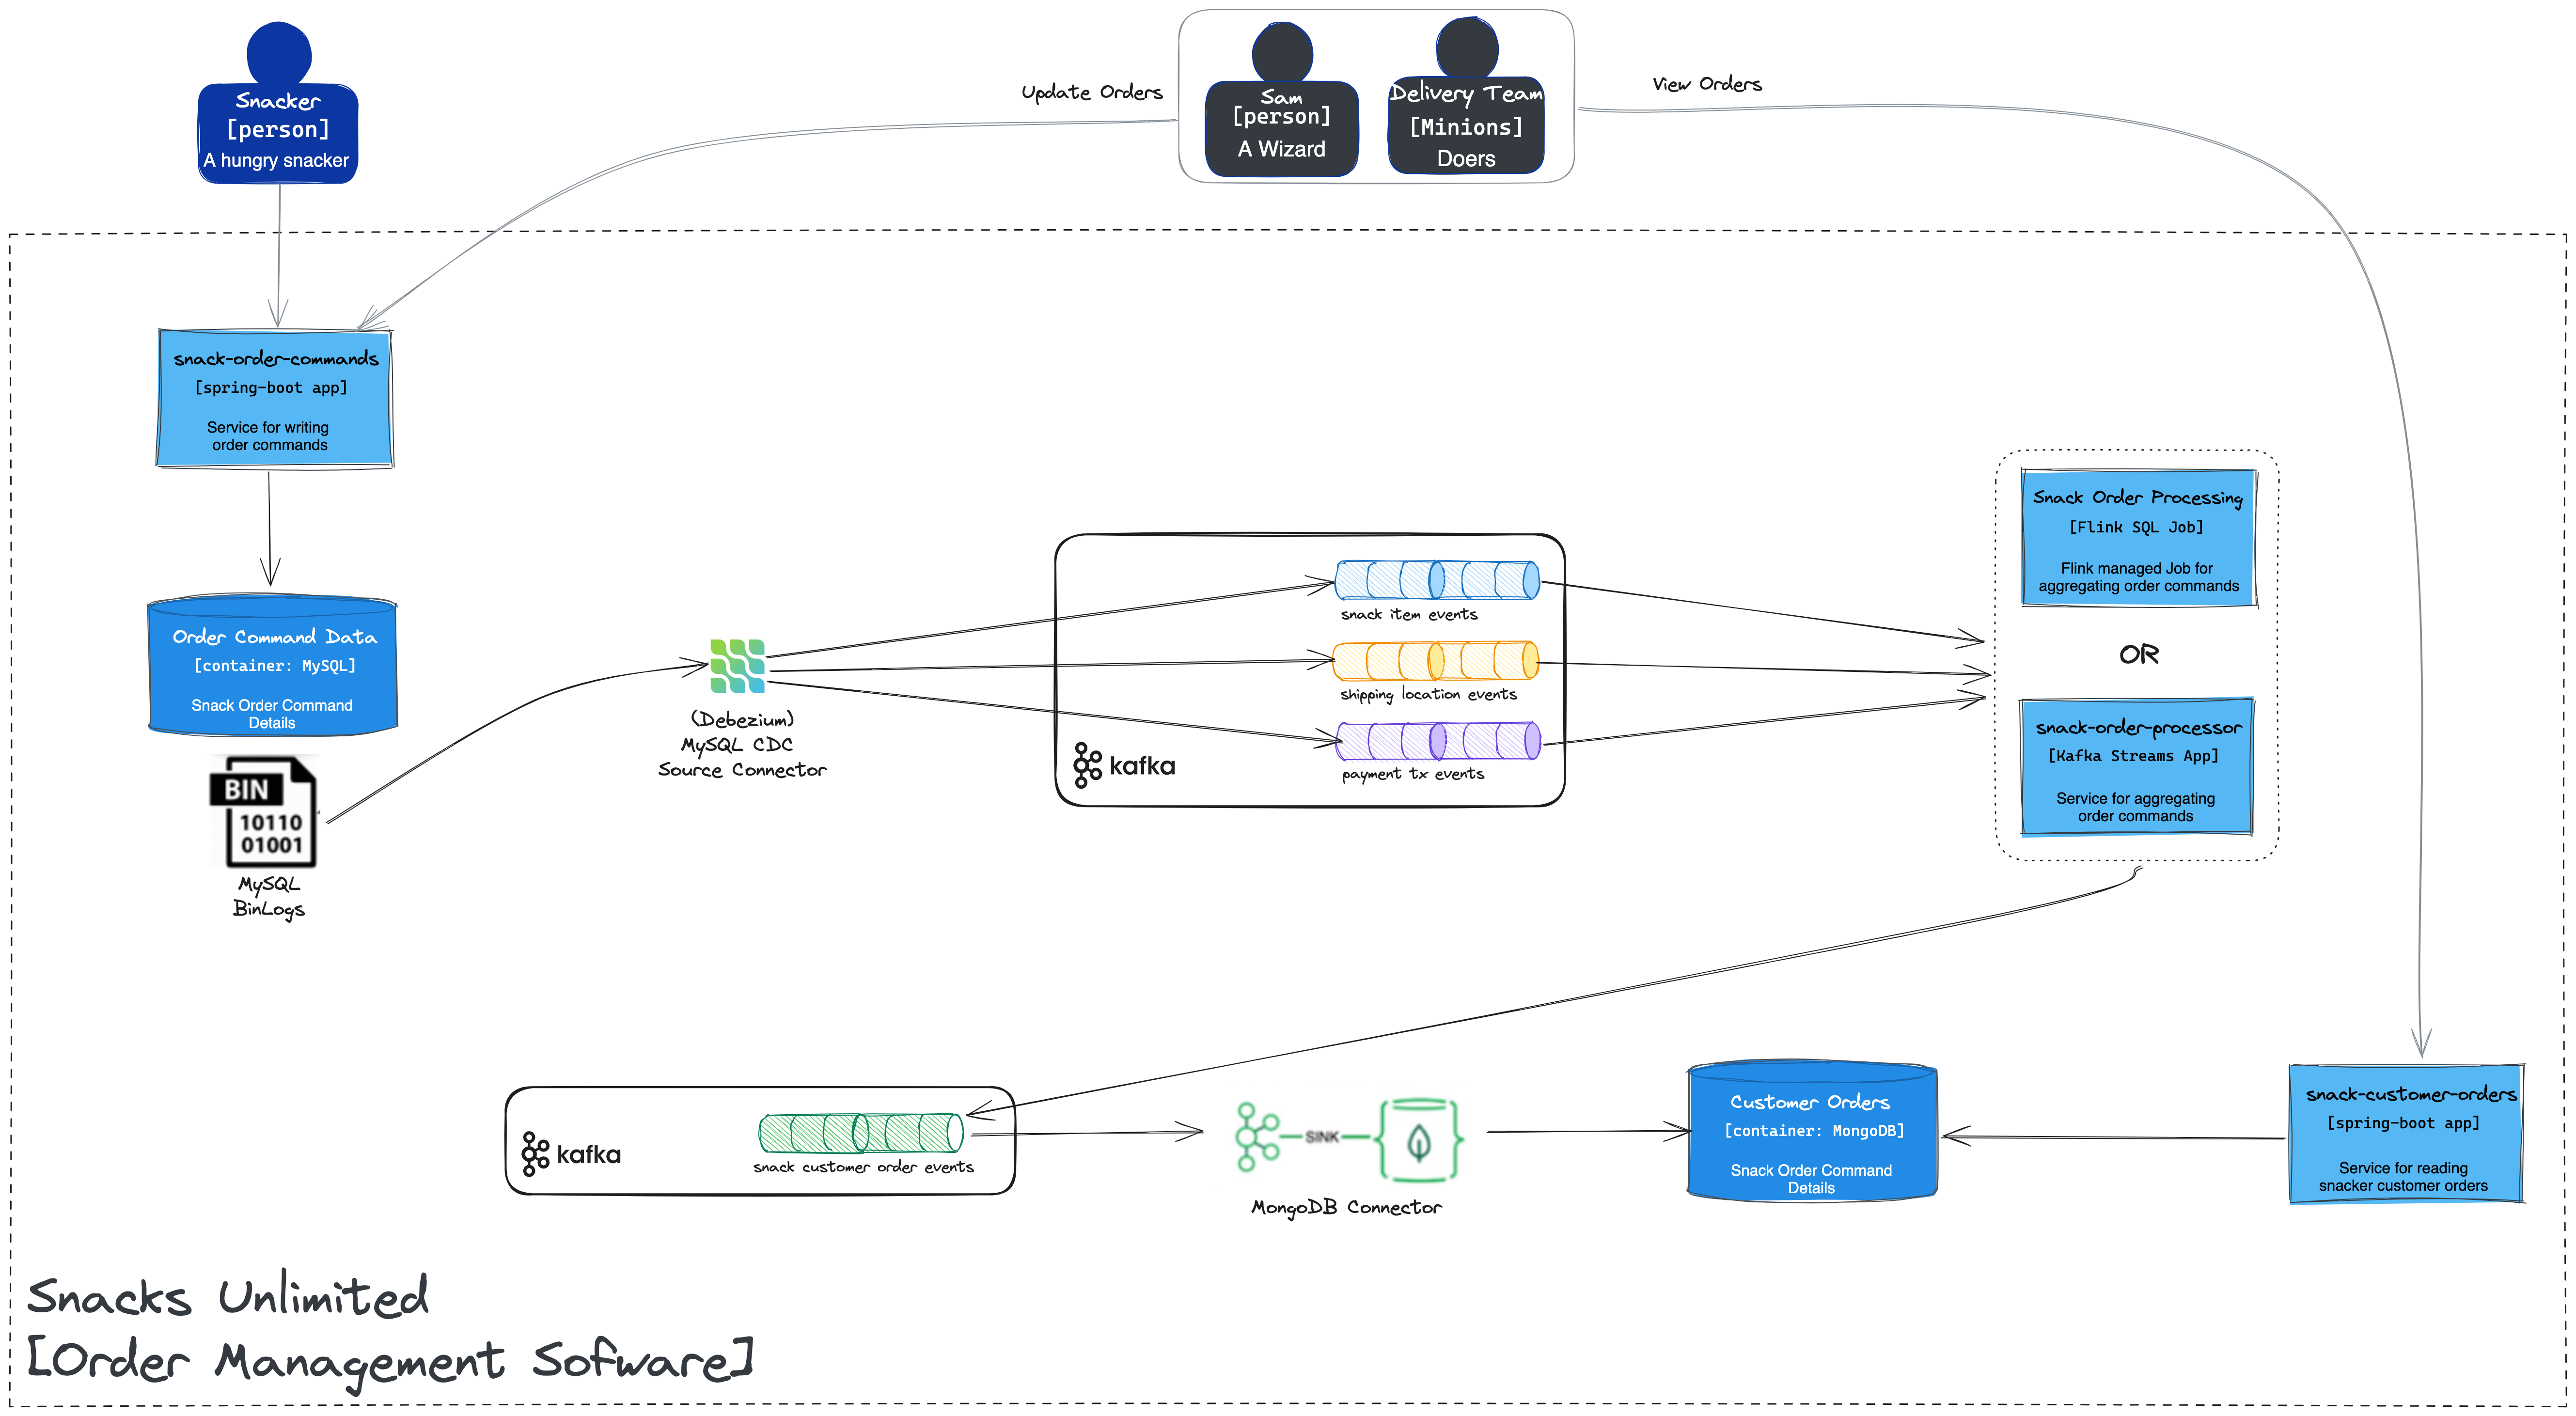 Snacker
[person]
A hungry snacker
Update Orders
Sam
[person]
A Wizard
Delivery Team
[Minions]
Doers
View Orders
snack-order-commands
[spring-boot app]
Service for writing
order commands
Order Command Data
[container: MySQL]
Snack Order Command
Details
BIN
10110
01001
MySQL
BinLogs
(Debezium)
MySQL CDC
Source Connector
kafka
snack item events
shipping location events
payment tx events
Snack Order Processing
[Flink SQL Job]
Flink managed Job for
aggregating order commands
OR
snack-order-processor
[Kafka Streams App]
Service for aggregating
order commands
kafka
snack customer order events
SINK
MongoDB Connector
Customer Orders
[container: MongoDB]
Snack Order Command
Details
snack-customer-orders
[spring-boot app]
Service for reading
snacker customer orders
Snacks Unlimited
[Order Management Sofware]